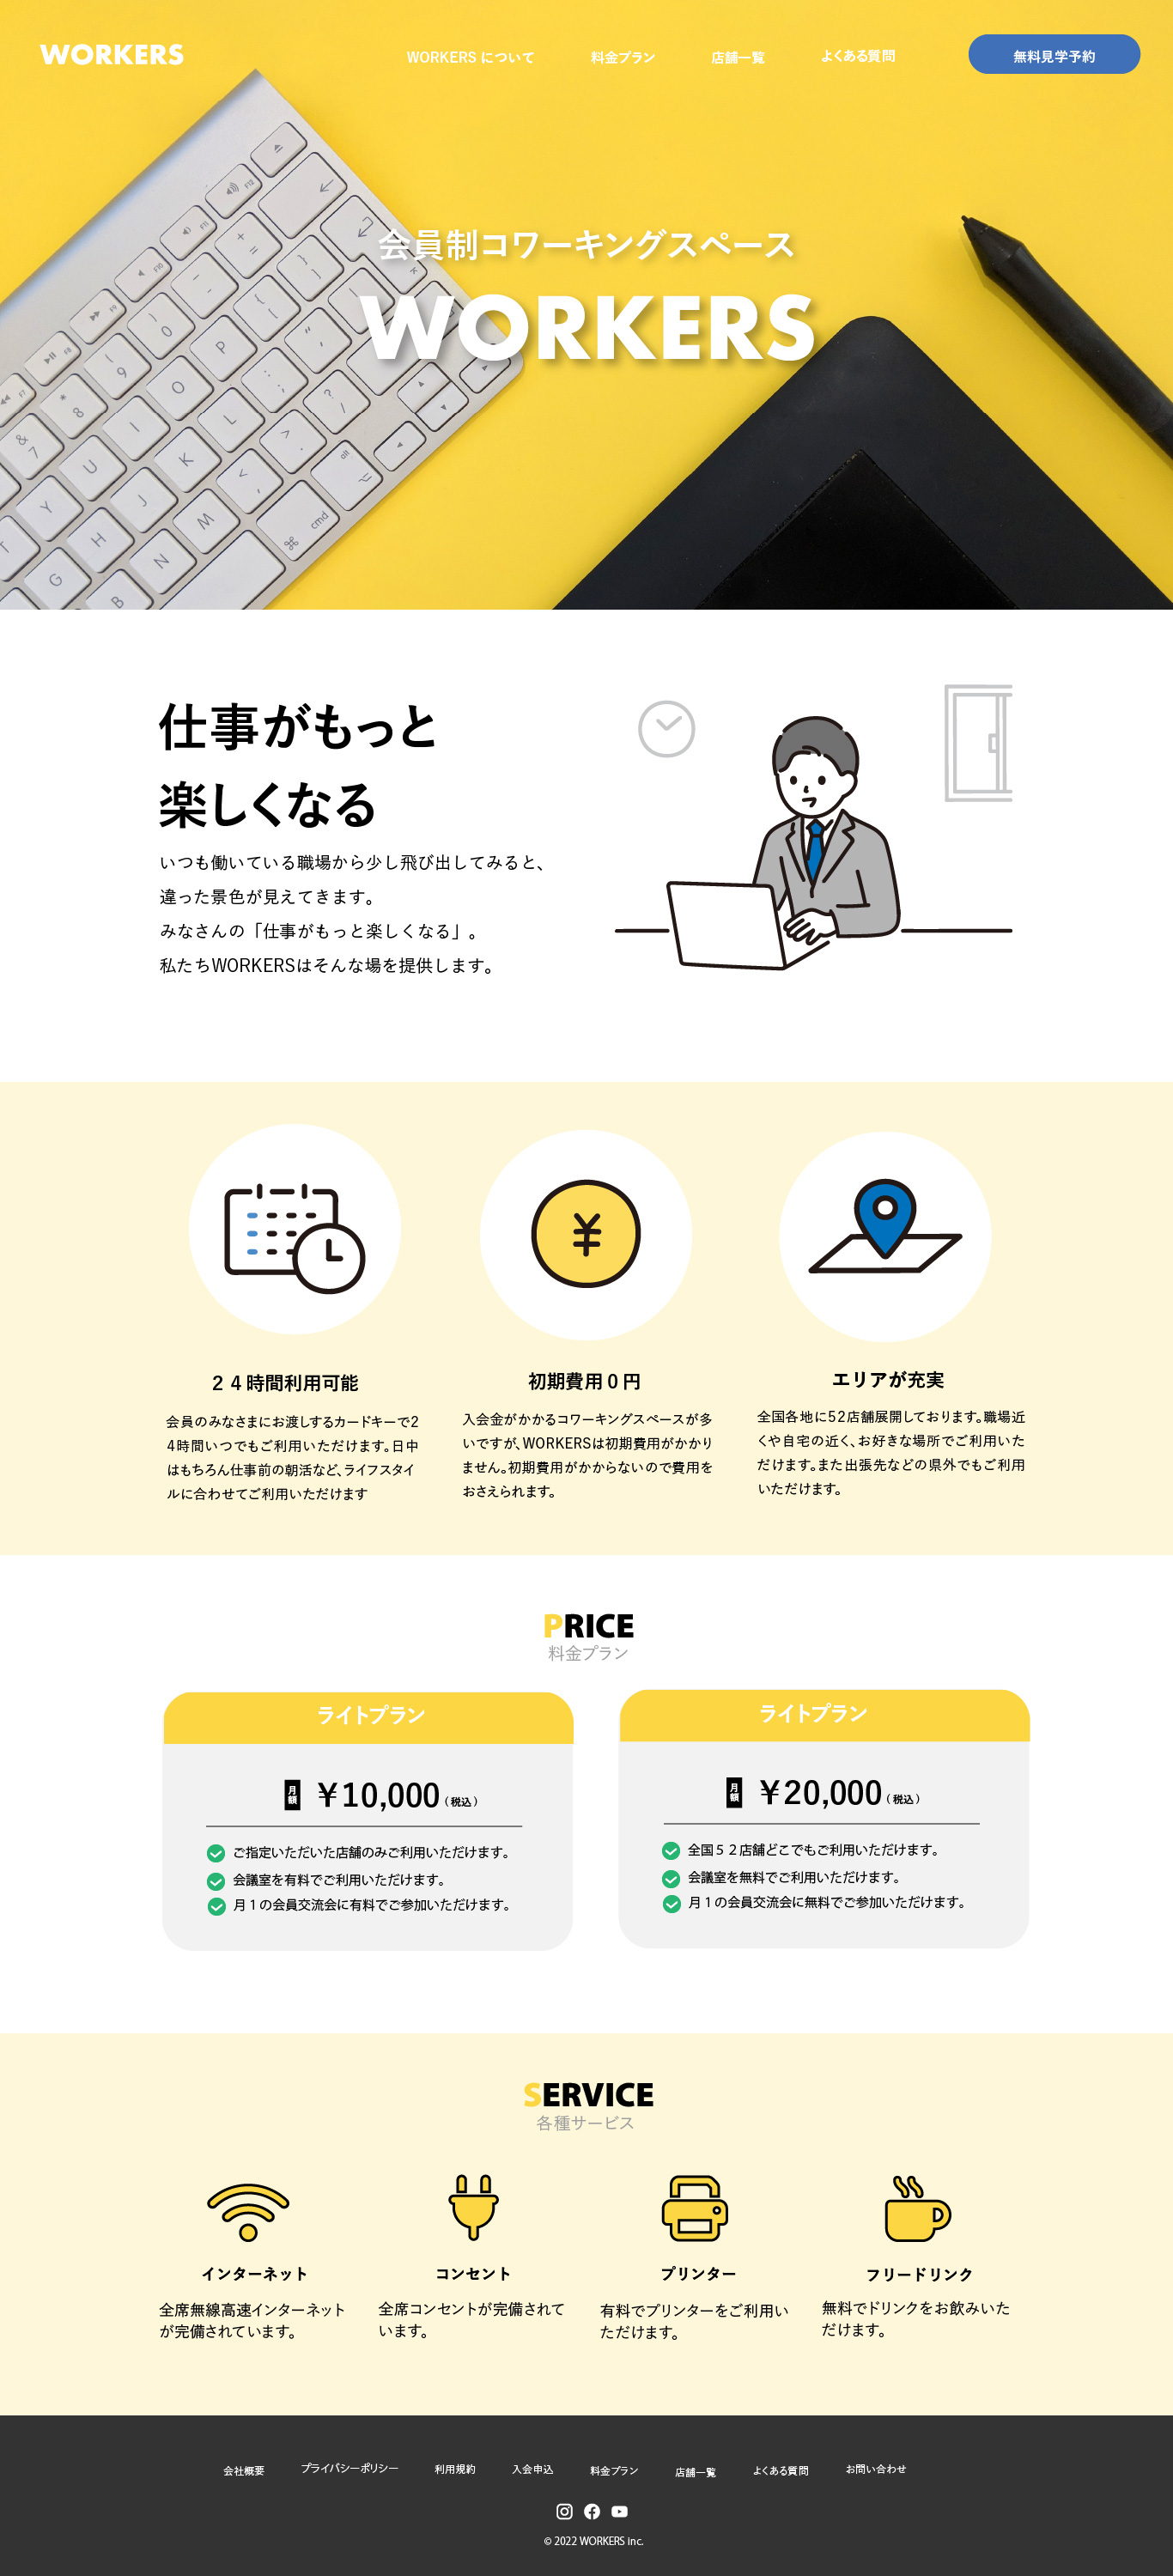 WORKERS
WORKERS について
料金プラン
店舗一覧
よくある質問
無料見学予約
会員制コワーキングスペース
WORKERS
仕事がもっと
楽しくなる
いつも働いている職場から少し飛び出してみると、
違った景色が見えてきます。
みなさんの「仕事がもっと楽しくなる」。
私たちWORKERSはそんな場を提供します。
２４時間利用可能
会員のみなさまにお渡しするカードキーで2
4時間いつでもご利用いただけます。日中
はもちろん仕事前の朝活など、ライフスタイ
ルに合わせてご利用いただけます
初期費用０円
入会金がかかるコワーキングスペースが多
いですが、WORKERSは初期費用がかかり
ません。初期費用がかからないので費用を
おさえられます。
エリアが充実
全国各地に52店舗展開しております。職場近
くや自宅の近く、お好きな場所でご利用いた
だけます。また出張先などの県外でもご利用
いただけます。
PRICE
料金プラン
ライトプラン
月額 ￥10,000（税込）
ご指定いただいた店舗のみご利用いただけます。
会議室を有料でご利用いただけます。
月１の会員交流会に有料でご参加いただけます。
ライトプラン
月額 ￥20,000（税込）
全国５２店舗どこでもご利用いただけます。
会議室を無料でご利用いただけます。
月１の会員交流会に無料でご参加いただけます。
SERVICE
各種サービス
インターネット
全席無線高速インターネット
が完備されています。
コンセント
全席コンセントが完備されて
います。
プリンター
有料でプリンターをご利用い
ただけます。
フリードリンク
無料でドリンクをお飲みいた
だけます。
会社概要
プライバシーポリシー
利用規約
入会申込
料金プラン
店舗一覧
よくある質問
お問い合わせ
© 2022 WORKERS inc.